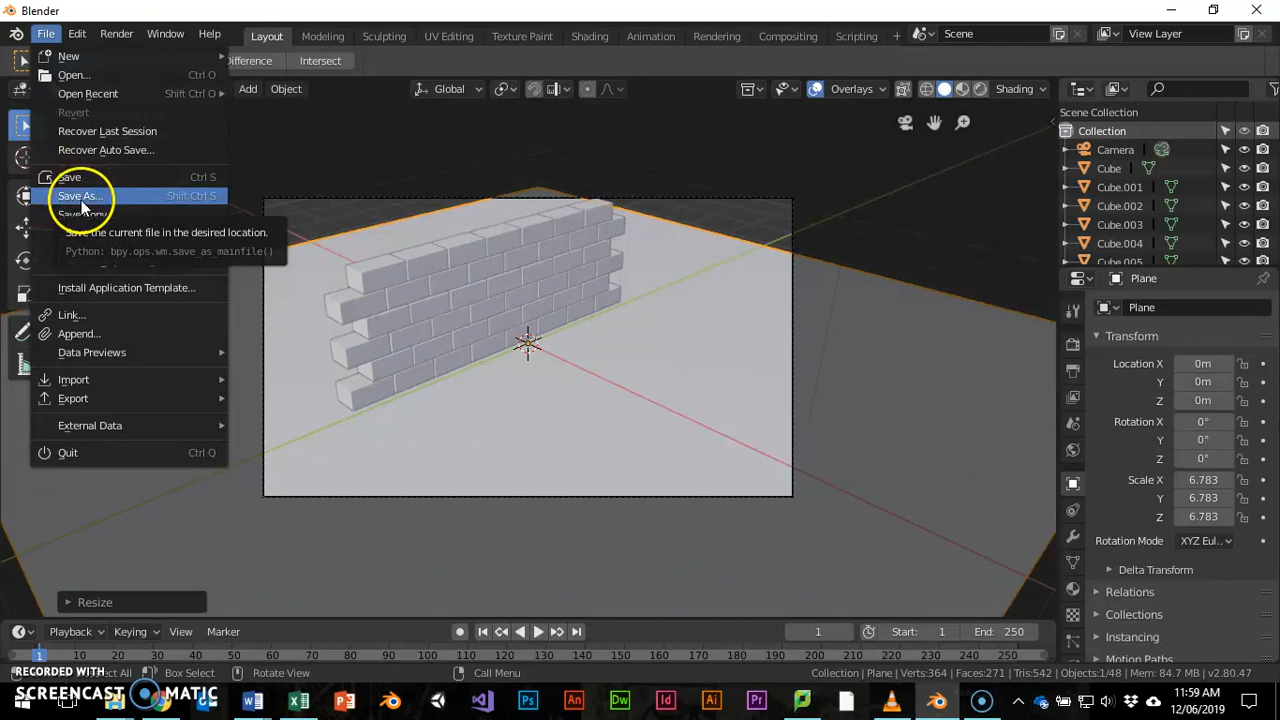 Blender
File Edit Render Window Help Layout Modeling Sculpting UV Editing Texture Paint Shading Animation Rendering Compositing Scripting Scene View Layer
New Difference Intersect
Open... Ctrl O
Add Object Global Overlays Shading
Open Recent Shift Ctrl O
Revert
Scene Collection
Recover Last Session Collection
Recover Auto Save... Camera
Cube
Save Ctrl S Cube.001
Save As... Shift Ctrl S Cube.002
Save Copy Cube.003
Save the current file in the desired location. Cube.004
Python: bpy.ops.wm.save_as_mainfile() Cube.005
Plane
Install Application Template...
Plane
Link...
Append... Transform
Data Previews
Location X 0m
Import Y 0m
Export Z 0m
External Data Rotation X 0°
Y 0°
Quit Ctrl Q Z 0°
Scale X 6.783
Y 6.783
Z 6.783
Rotation Mode XYZ Eul..
Delta Transform
Relations
Resize
Collections
Playback Keying View Marker 1 Start: 1 End: 250
Instancing
1 20 30 40 50 60 70 80 90 100 110 120 130 140 150 160 170 180 190 200 210 220 230 240 250
Motion Paths
Box Select Rotate View Call Menu Collection | Plane | Verts:364 | Faces:271 | Tris:542 | Objects:1/48 | Mem: 84.7 MB | v2.80.47
RECORDED WITH
SCREENCAST MATIC
11:59 AM
12/06/2019